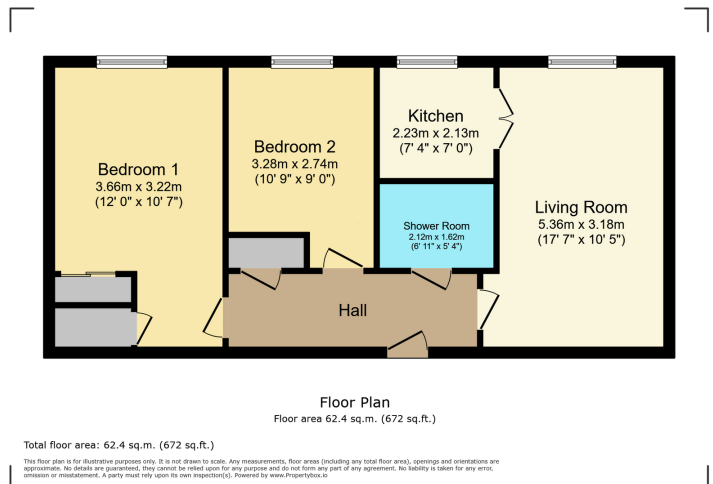 Bedroom 1
3.66m x 3.22m
(12' 0" x 10' 7")
Bedroom 2
3.28m x 2.74m
(10' 9" x 9' 0")
Kitchen
2.23m x 2.13m
(7' 4" x 7' 0")
Shower Room
2.12m x 1.62m
(6' 11" x 5' 4")
Living Room
5.36m x 3.18m
(17' 7" x 10' 5")
Hall
Floor Plan
Floor area 62.4 sq.m. (672 sq.ft.)
Total floor area: 62.4 sq.m. (672 sq.ft.)
This floor plan is for illustrative purposes only. It is not drawn to scale. Any measurements, floor areas (including any total floor area), openings and orientations are
approximate. No details are guaranteed, they cannot be relied upon for any purpose and do not form any part of any agreement. No liability is taken for any error,
omission or misstatement. A party must rely upon its own inspection(s). Powered by www.Propertybox.io